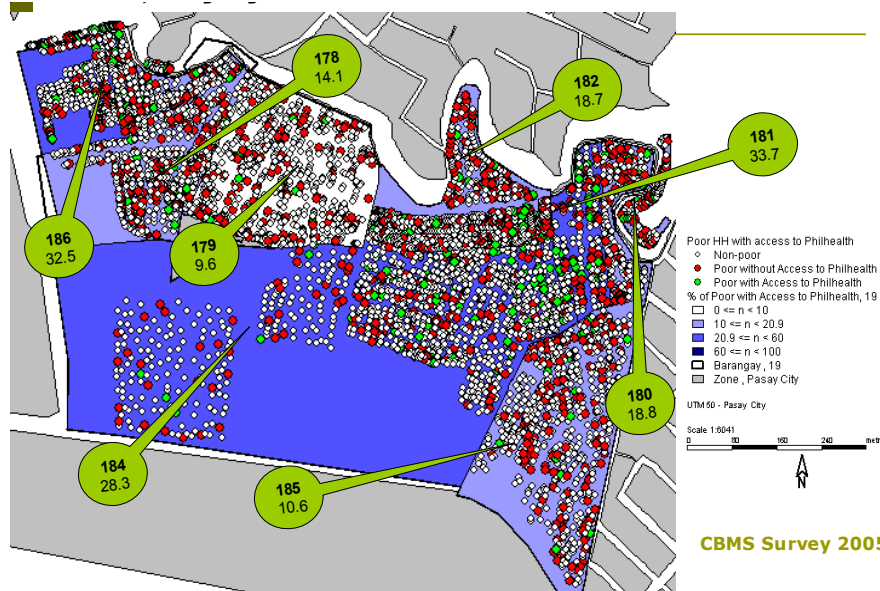 178
14.1
182
18.7
181
33.7
186
32.5
179
9.6
180
18.8
184
28.3
185
10.6
Poor HH with access to Philhealth
Non-poor
Poor without Access to Philhealth
Poor with Access to Philhealth
% of Poor with Access to Philhealth, 19
0 <= n < 10
10 <= n < 20.9
20.9 <= n < 60
60 <= n < 100
Barangay, 19
Zone, Pasay City
UTM 50 - Pasay City
Scale 1:6041
0 80 160 240 metr
N
CBMS Survey 2005